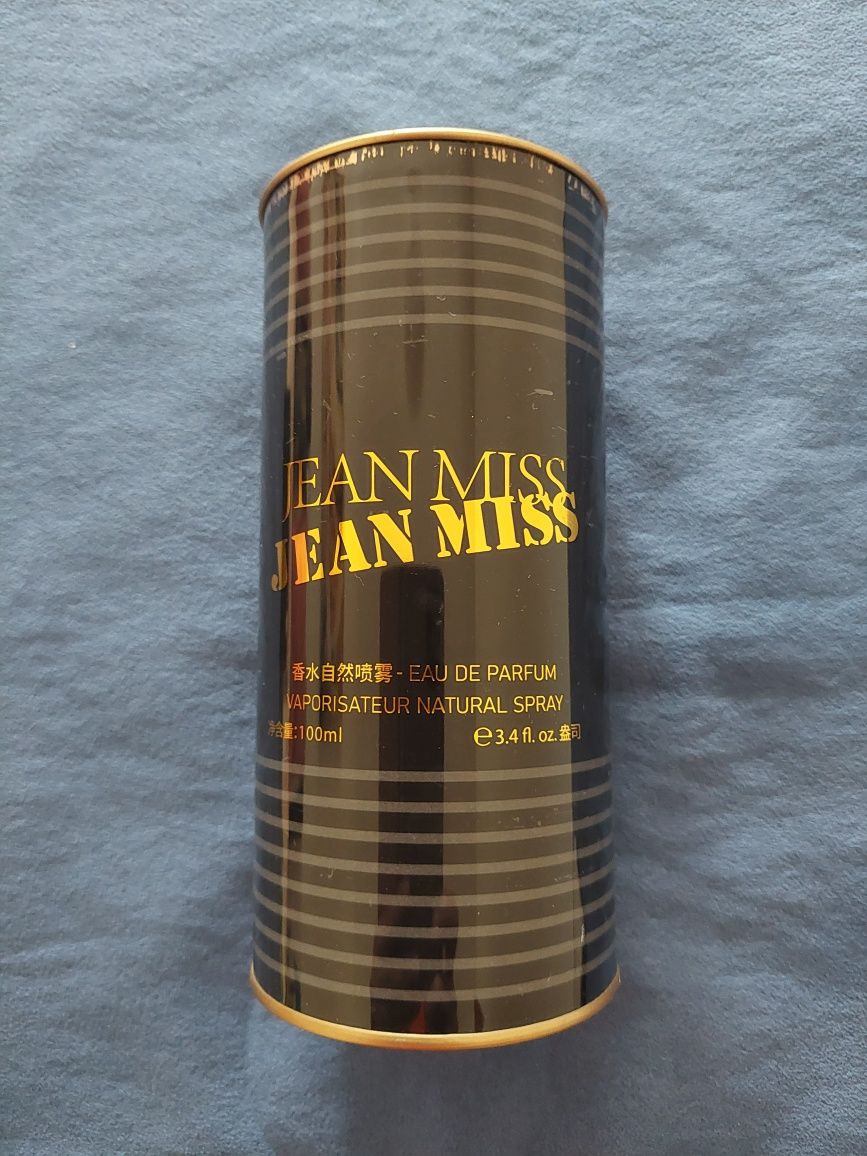 JEAN MISS
JEAN MISS
香水自然喷雾 - EAU DE PARFUM
VAPORISATEUR NATURAL SPRAY
净含量:100ml ℮3.4 fl. oz.盎司